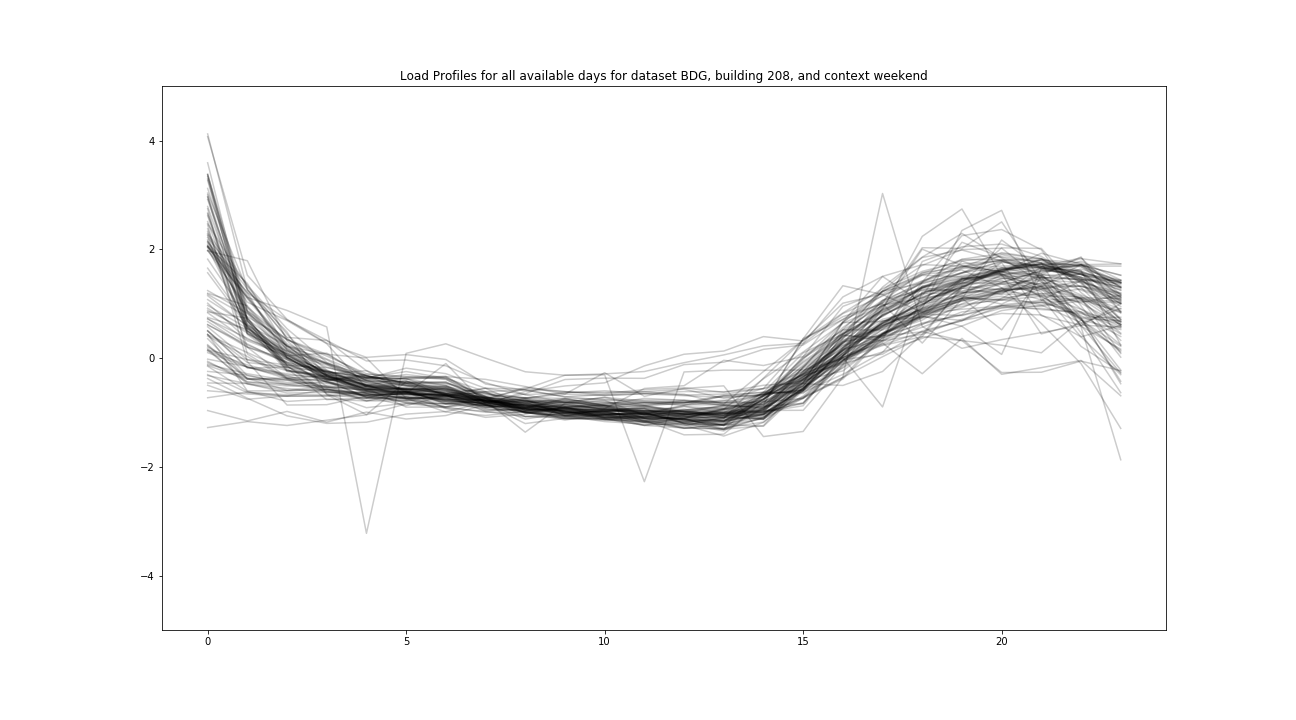 Load Profiles for all available days for dataset BDG, building 208, and context weekend
4
2
0
−2
−4
0 5 10 15 20